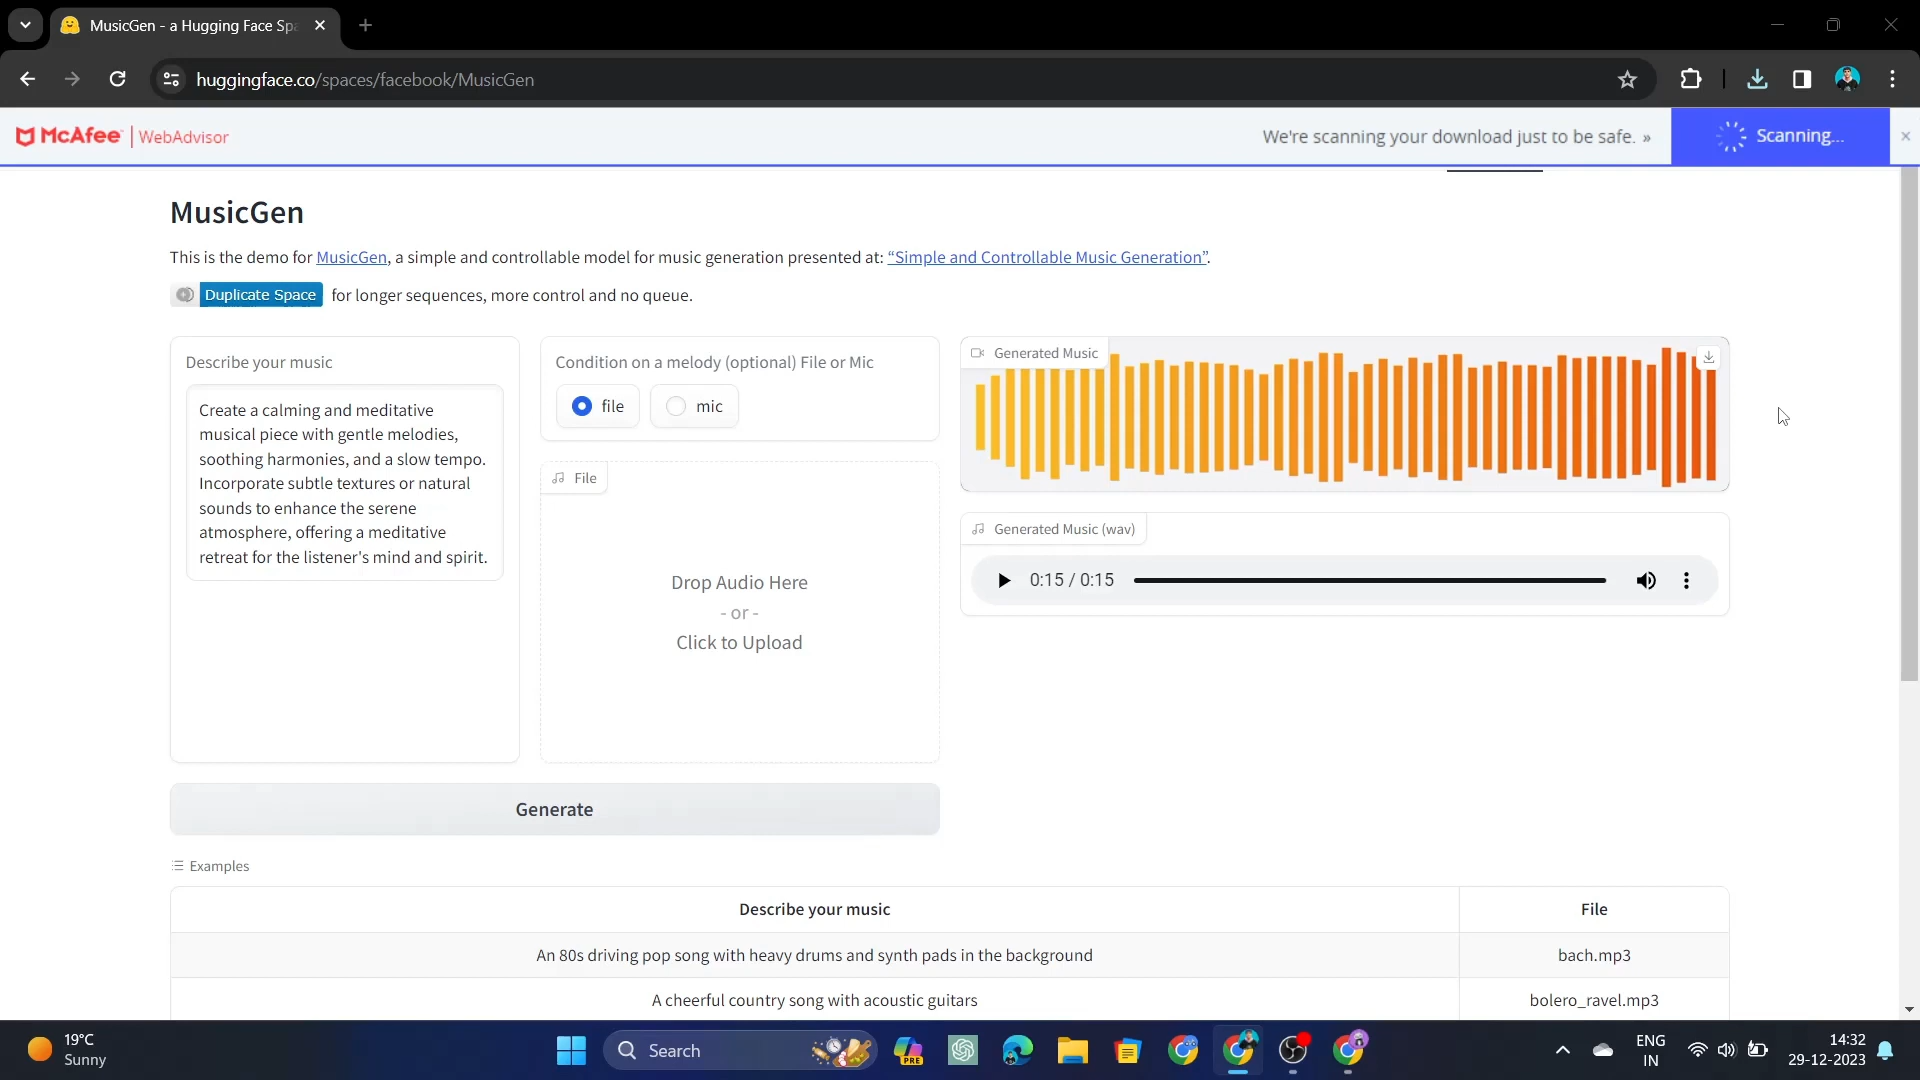 MusicGen - a Hugging Face Spa
huggingface.co/spaces/facebook/MusicGen
McAfee™ | WebAdvisor
We're scanning your download just to be safe. »
Scanning...
MusicGen
This is the demo for MusicGen, a simple and controllable model for music generation presented at: “Simple and Controllable Music Generation”.
Duplicate Space for longer sequences, more control and no queue.
Describe your music
Create a calming and meditative
musical piece with gentle melodies,
soothing harmonies, and a slow tempo.
Incorporate subtle textures or natural
sounds to enhance the serene
atmosphere, offering a meditative
retreat for the listener's mind and spirit.
Condition on a melody (optional) File or Mic
file
mic
File
Drop Audio Here
- or -
Click to Upload
Generated Music
Generated Music (wav)
0:15 / 0:15
Generate
Examples
Describe your music
File
An 80s driving pop song with heavy drums and synth pads in the background
bach.mp3
A cheerful country song with acoustic guitars
bolero_ravel.mp3
19°C
Sunny
Search
PRE
ENG
IN
14:32
29-12-2023